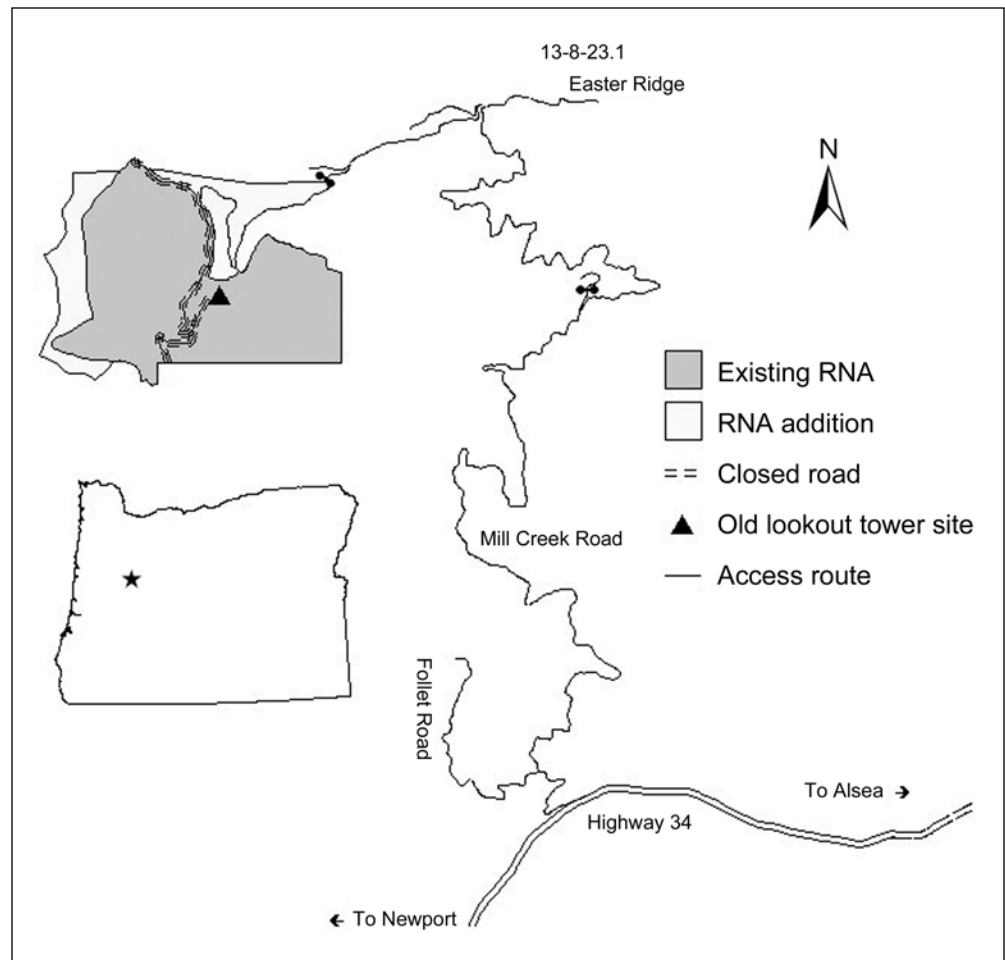 13-8-23.1
Easter Ridge
N
Existing RNA
RNA addition
Closed road
Old lookout tower site
Access route
Mill Creek Road
Follet Road
To Alsea →
Highway 34
← To Newport